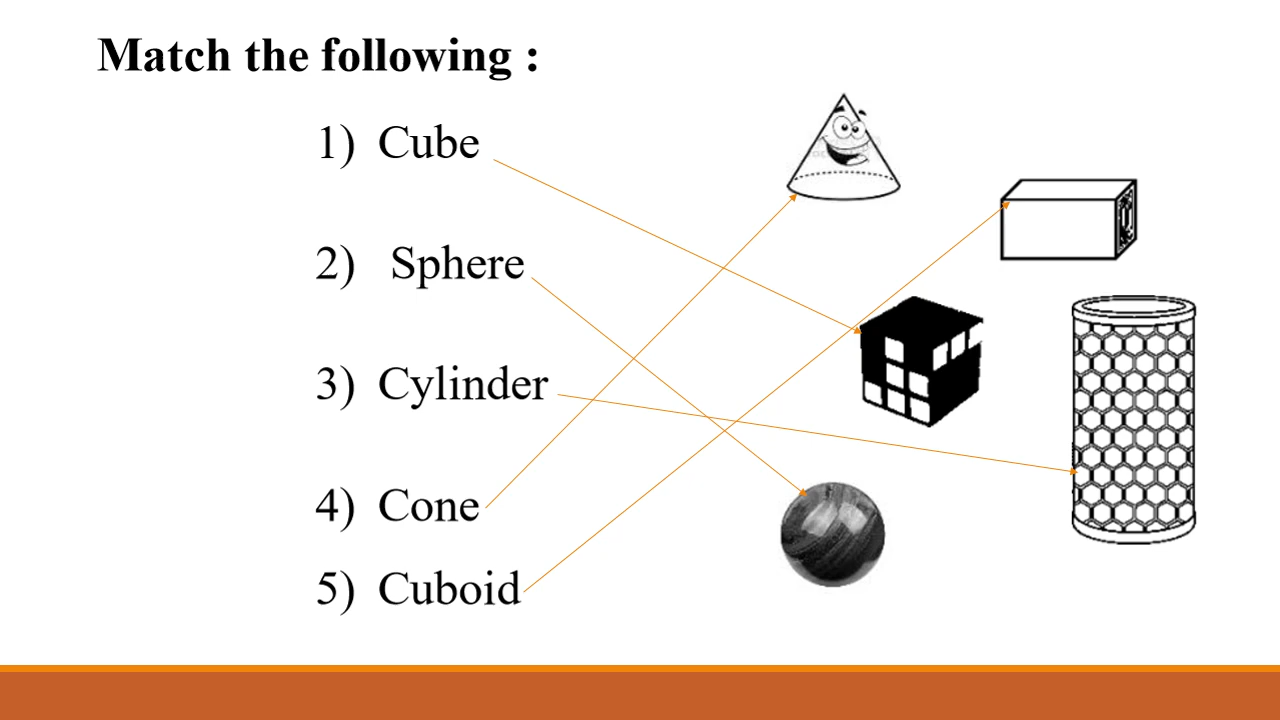 Match the following :
1) Cube
2) Sphere
3) Cylinder
4) Cone
5) Cuboid